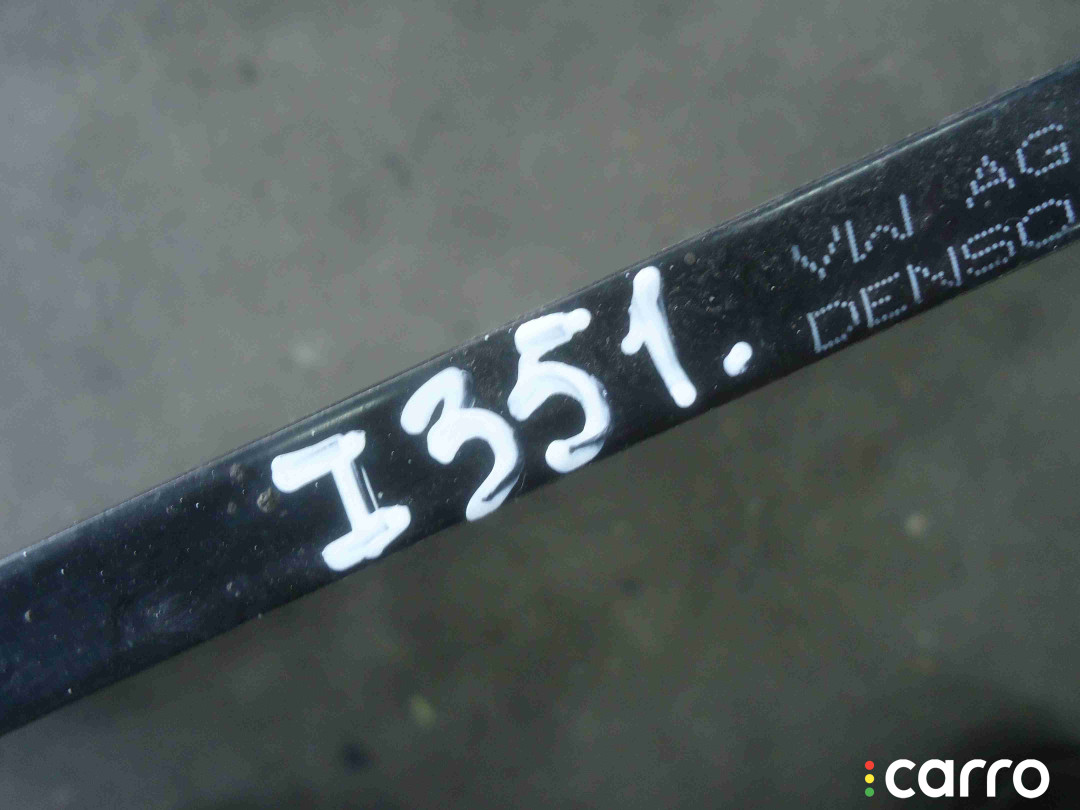 I351.
VW AG
DENSO
carro